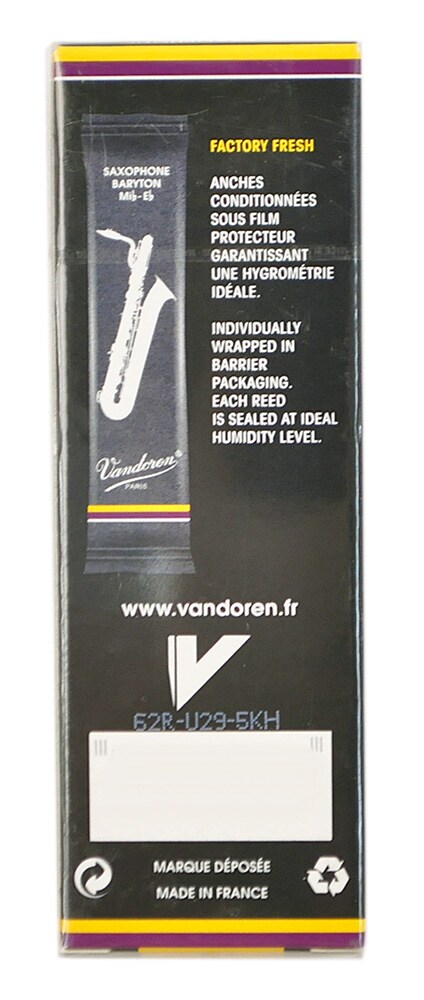 SAXOPHONE
BARYTON
Mi♭-E♭
Vandoren®
PARIS
FACTORY FRESH
ANCHES
CONDITIONNÉES
SOUS FILM
PROTECTEUR
GARANTISSANT
UNE HYGROMÉTRIE
IDÉALE.
INDIVIDUALLY
WRAPPED IN
BARRIER
PACKAGING.
EACH REED
IS SEALED AT IDEAL
HUMIDITY LEVEL.
www.vandoren.fr
V
62R-U29-5KH
MARQUE DÉPOSÉE
MADE IN FRANCE